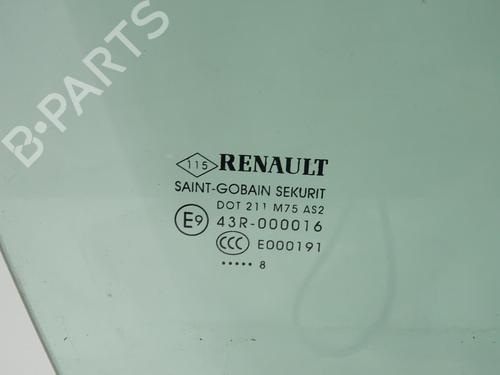 B-PARTS
115 RENAULT
SAINT-GOBAIN SEKURIT
DOT 211 M75 AS2
E9 43R-000016
CCC E000191
..... 8